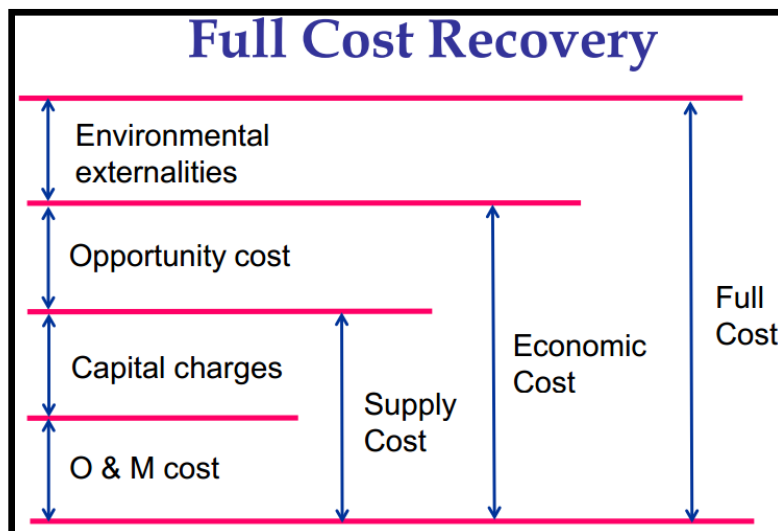 Full Cost Recovery
Environmental
externalities
Opportunity cost
Capital charges
O & M cost
Supply
Cost
Economic
Cost
Full
Cost